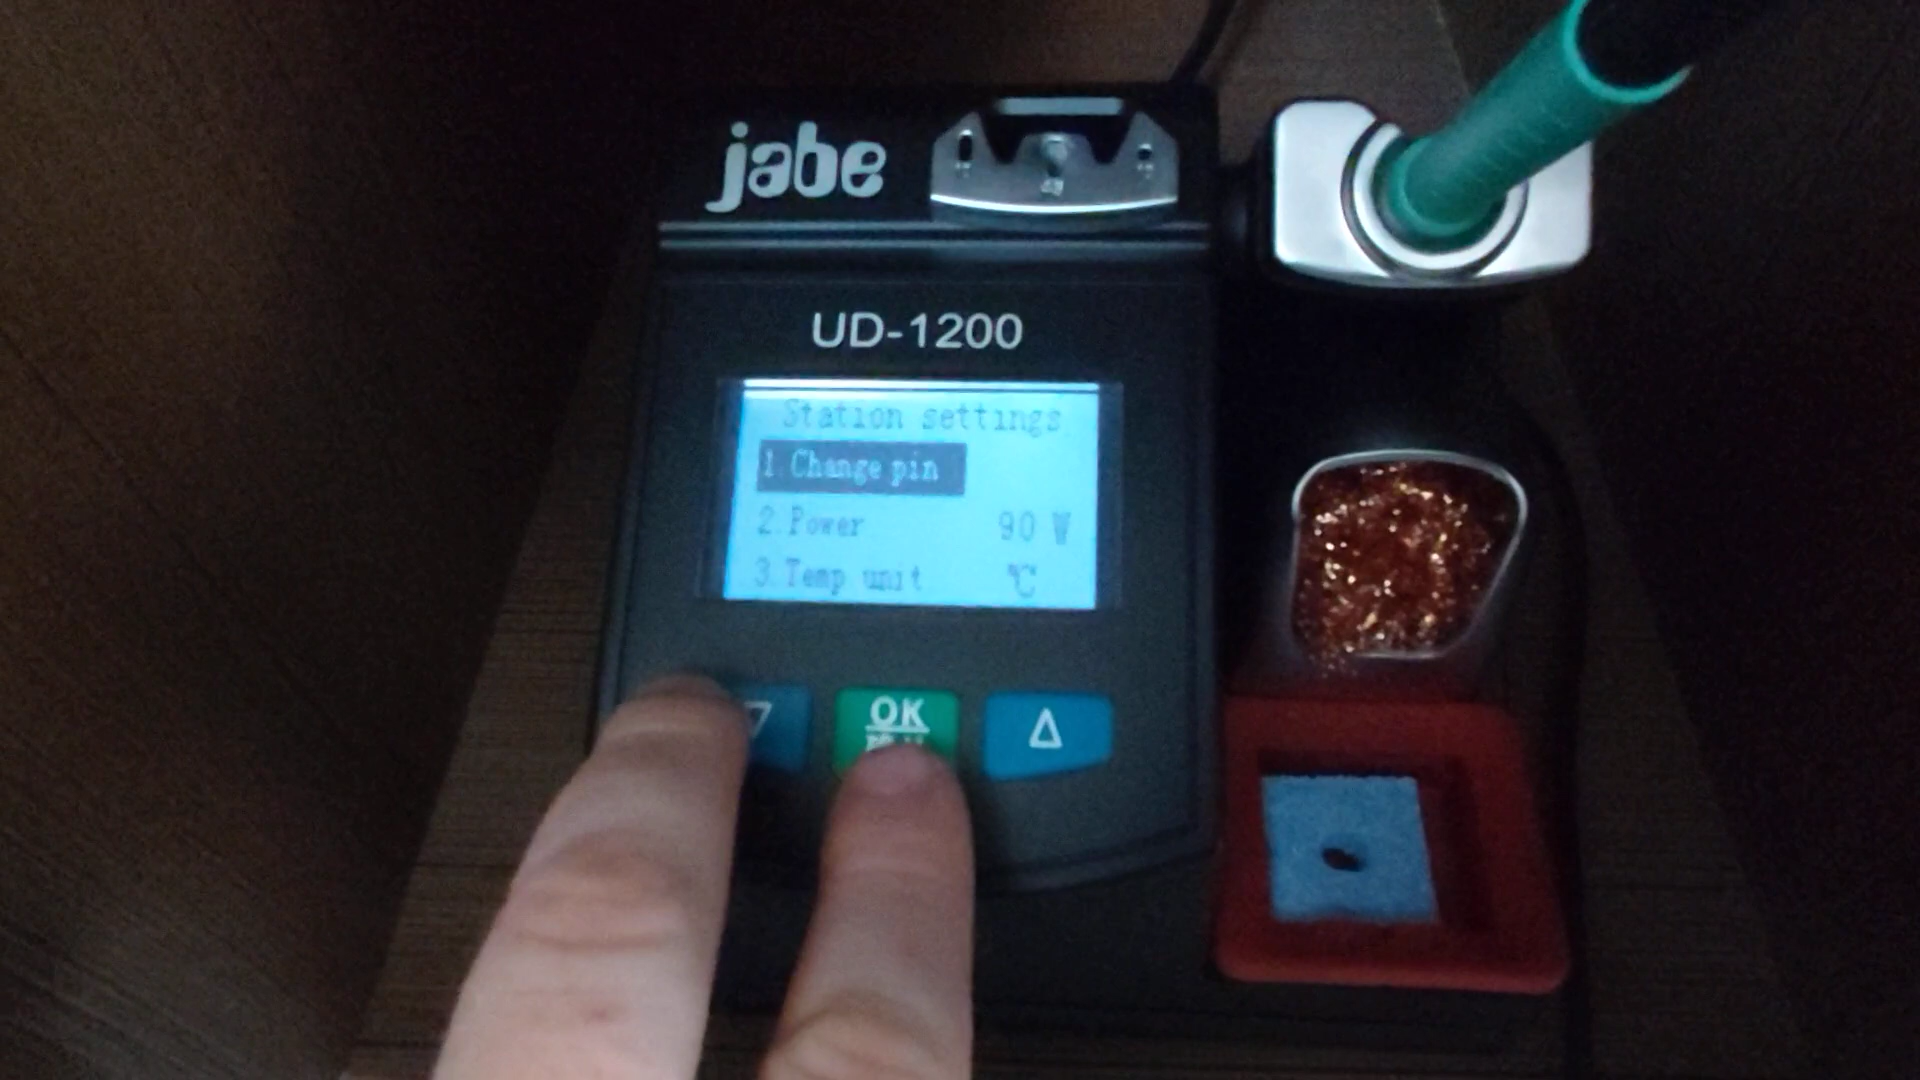 jabe
UD-1200
Station settings
1.Change pin
2.Power 90 W
3.Temp unit ℃
OK